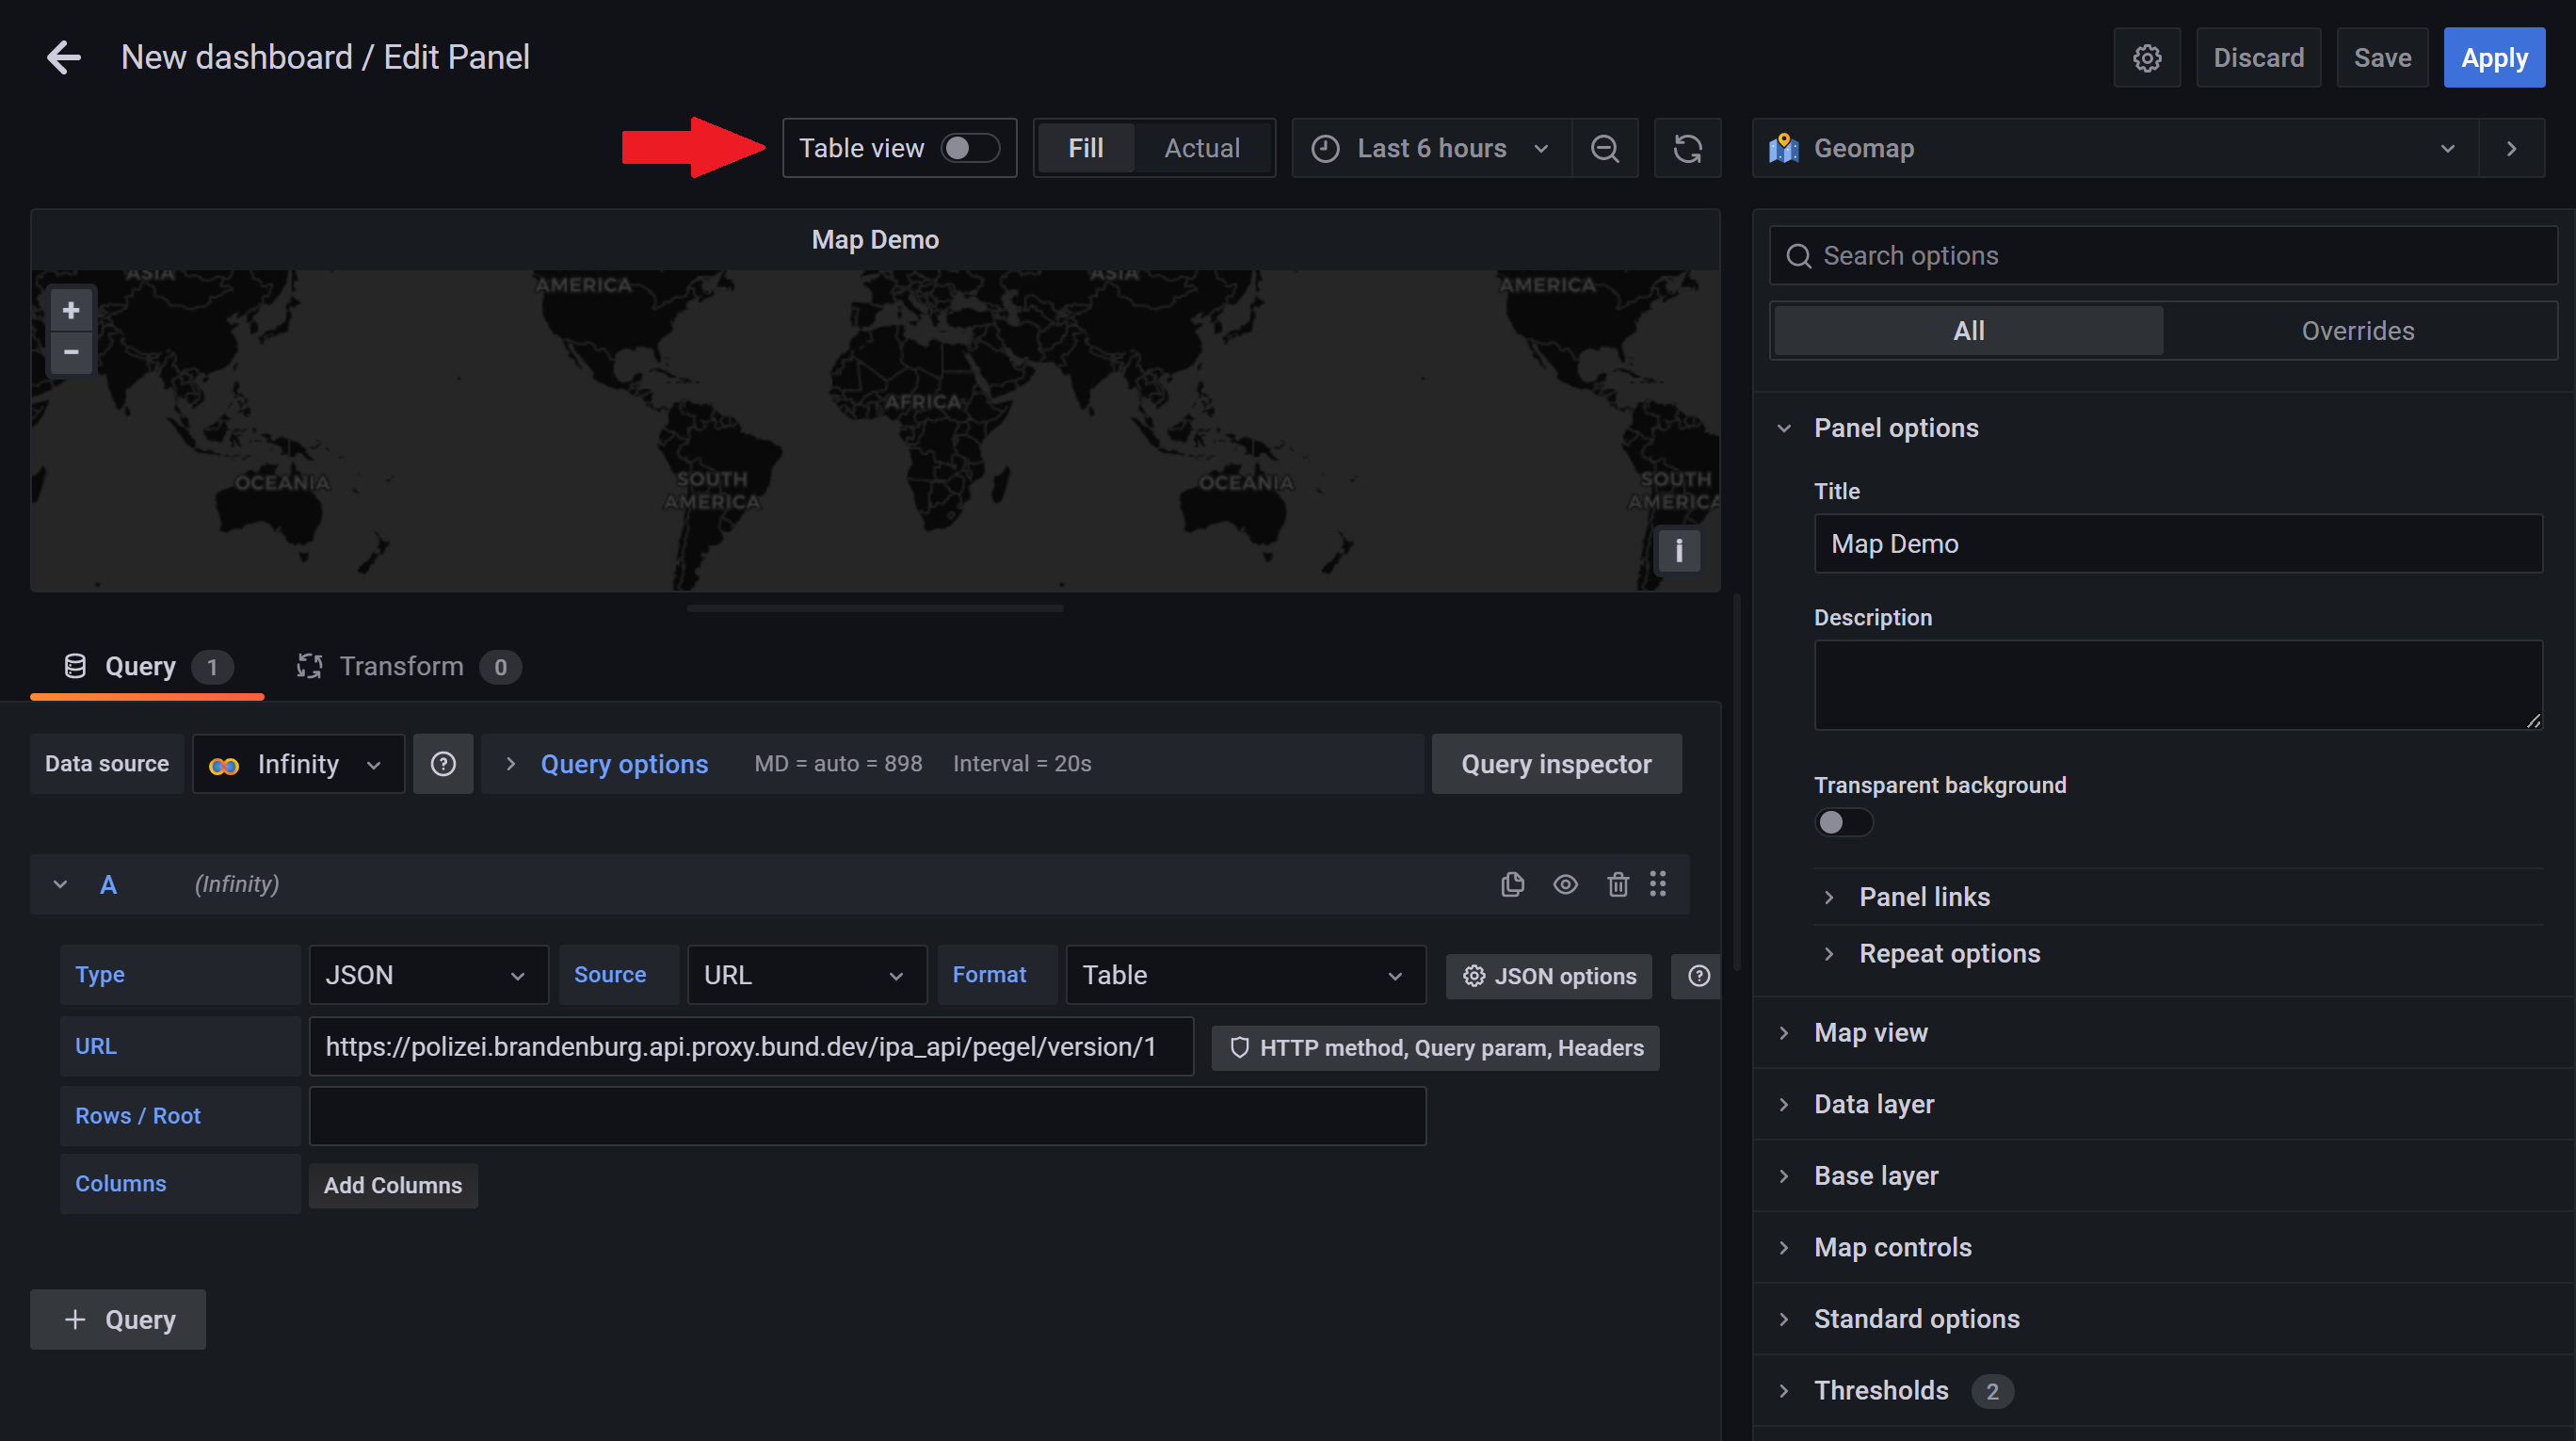 New dashboard / Edit Panel
Discard
Save
Apply
Table view
Fill
Actual
Last 6 hours
Geomap
Map Demo
ASIA
AMERICA
ASIA
AMERICA
AFRICA
OCEANIA
SOUTH
AMERICA
OCEANIA
SOUTH
AMERICA
+
−
i
Query 1
Transform 0
Data source
Infinity
Query options
MD = auto = 898
Interval = 20s
Query inspector
A
(Infinity)
Type
JSON
Source
URL
Format
Table
JSON options
URL
https://polizei.brandenburg.api.proxy.bund.dev/ipa_api/pegel/version/1
HTTP method, Query param, Headers
Rows / Root
Columns
Add Columns
+ Query
Search options
All
Overrides
Panel options
Title
Map Demo
Description
Transparent background
Panel links
Repeat options
Map view
Data layer
Base layer
Map controls
Standard options
Thresholds 2